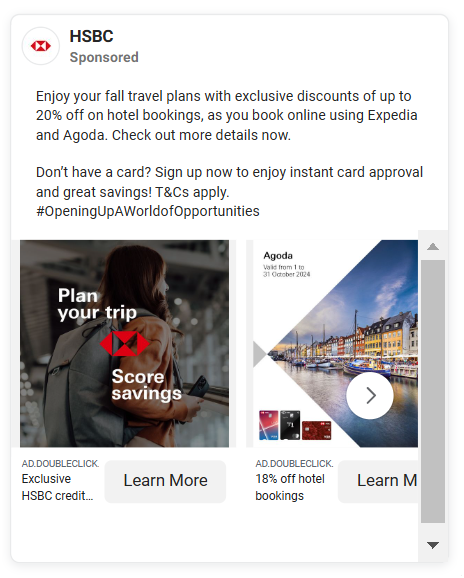 HSBC
Sponsored
Enjoy your fall travel plans with exclusive discounts of up to
20% off on hotel bookings, as you book online using Expedia
and Agoda. Check out more details now.
Don’t have a card? Sign up now to enjoy instant card approval
and great savings! T&Cs apply.
#OpeningUpAWorldofOpportunities
Plan
your trip
Score
savings
Agoda
Valid from 1 to
31 October 2024
AD.DOUBLECLICK.
Exclusive
HSBC credit...
Learn More
AD.DOUBLECLICK.
18% off hotel
bookings
Learn M